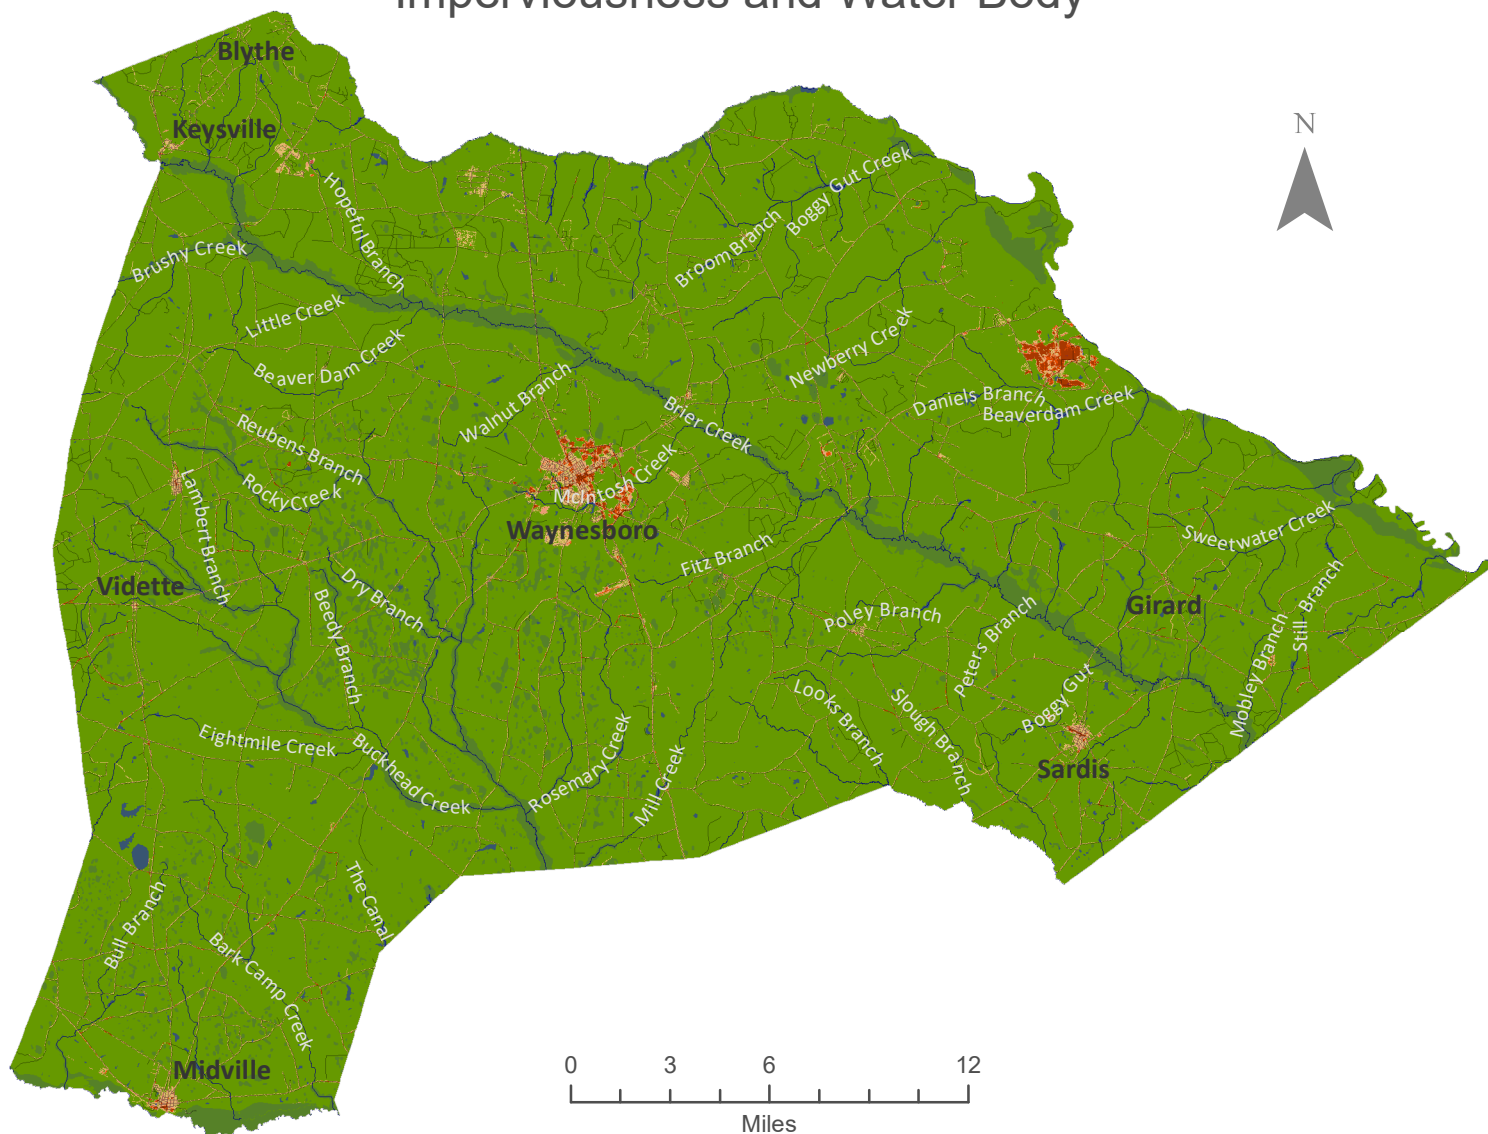 Imperviousness and Water Body
Blythe
Keysville
N
Hopeful Branch
Boggy Gut Creek
Broom Branch
Brushy Creek
Little Creek
Beaver Dam Creek
Newberry Creek
Walnut Branch
Daniels Branch
Beaverdam Creek
Brier Creek
Reubens Branch
Rocky Creek
McIntosh Creek
Lambert Branch
Waynesboro
Sweetwater Creek
Fitz Branch
Vidette
Dry Branch
Beedy Branch
Poley Branch
Peters Branch
Girard
Still Branch
Mobley Branch
Looks Branch
Slough Branch
Boggy Gut
Eightmile Creek
Buckhead Creek
Rosemary Creek
Mill Creek
Sardis
The Canal
Bull Branch
Bark Camp Creek
Midville
0 3 6 12
Miles